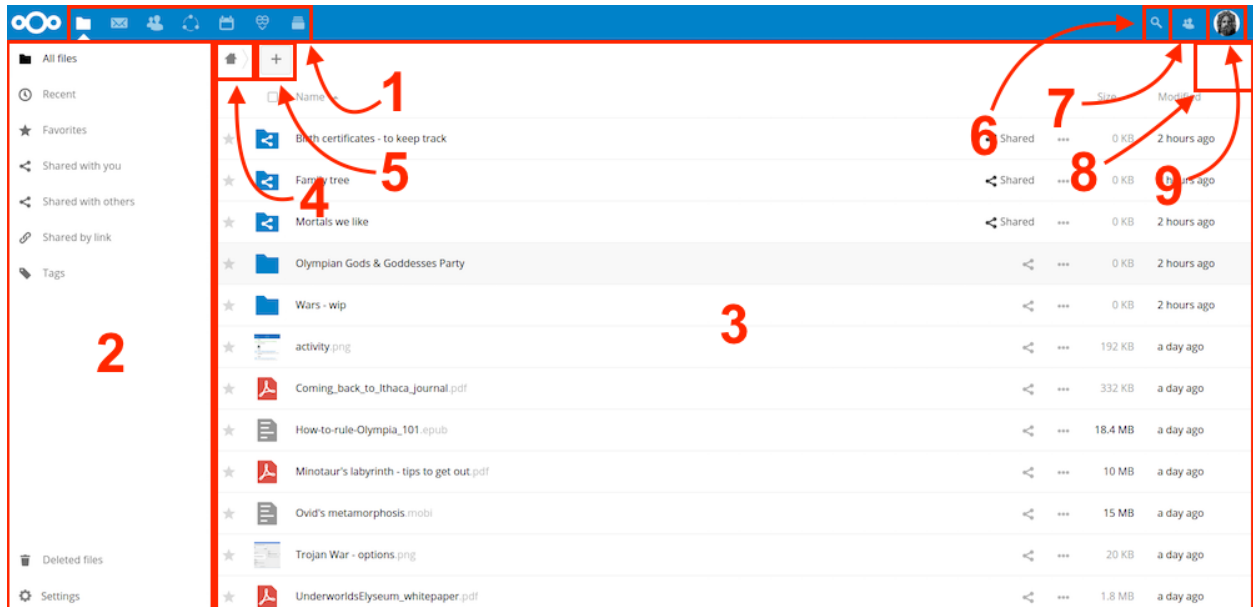 All files
Recent
Favorites
Shared with you
Shared with others
Shared by link
Tags
Deleted files
Settings
1
2
3
4
5
6
7
8
9
Name Size Modified
Birth certificates - to keep track Shared ••• 0 KB 2 hours ago
Family tree Shared ••• 0 KB hours ago
Mortals we like Shared ••• 0 KB 2 hours ago
Olympian Gods & Goddesses Party ••• 0 KB 2 hours ago
Wars - wip ••• 0 KB 2 hours ago
activity.png ••• 192 KB a day ago
Coming_back_to_Ithaca_journal.pdf ••• 332 KB a day ago
How-to-rule-Olympia_101.epub ••• 18.4 MB a day ago
Minotaur's labyrinth - tips to get out.pdf ••• 10 MB a day ago
Ovid's metamorphosis.mobi ••• 15 MB a day ago
Trojan War - options.png ••• 20 KB a day ago
UnderworldsElyseum_whitepaper.pdf ••• 1.8 MB a day ago